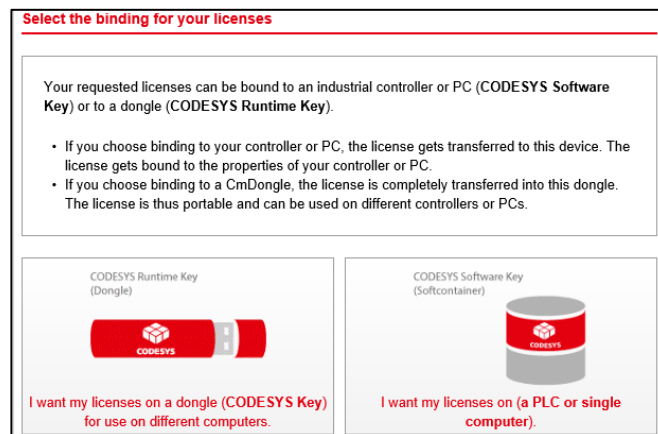 Select the binding for your licenses
Your requested licenses can be bound to an industrial controller or PC (CODESYS Software
Key) or to a dongle (CODESYS Runtime Key).
• If you choose binding to your controller or PC, the license gets transferred to this device. The
license gets bound to the properties of your controller or PC.
• If you choose binding to a CmDongle, the license is completely transferred into this dongle.
The license is thus portable and can be used on different controllers or PCs.
CODESYS Runtime Key
(Dongle)
CODESYS
I want my licenses on a dongle (CODESYS Key)
for use on different computers.
CODESYS Software Key
(Softcontainer)
CODESYS
I want my licenses on (a PLC or single
computer).